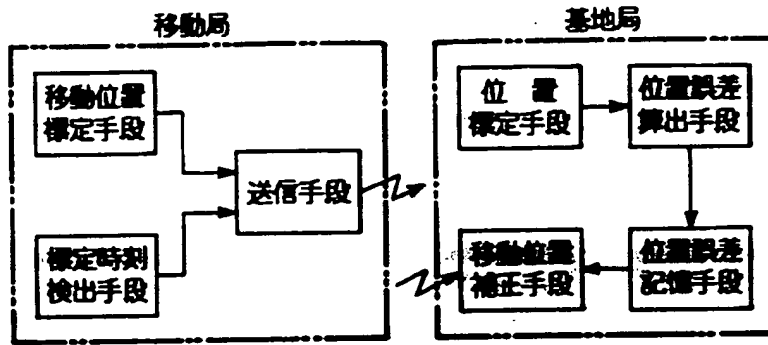 移動局
移動位置
標定手段
標定時刻
検出手段
送信手段
基地局
位置
標定手段
位置誤差
算出手段
移動位置
補正手段
位置誤差
記憶手段